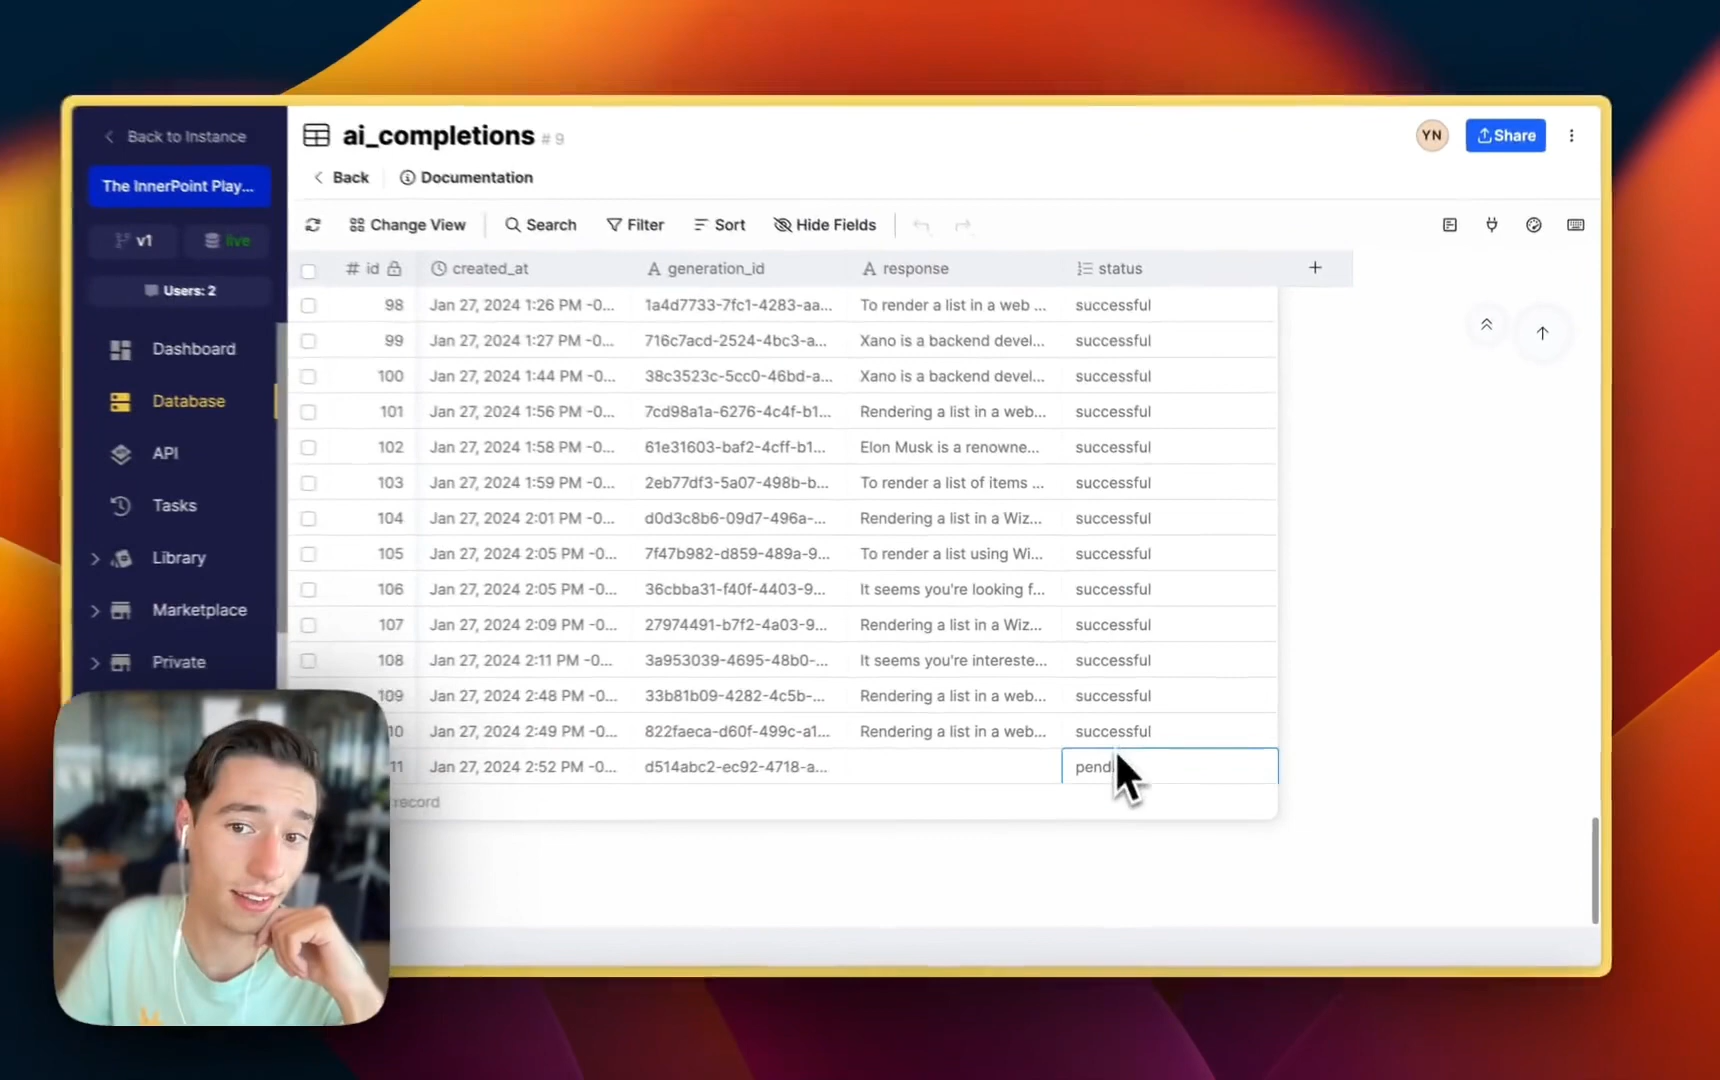 Back to Instance
The InnerPoint Play...
v1
live
Users: 2
Dashboard
Database
API
Tasks
Library
Marketplace
Private
ai_completions #9
YN
Share
Back
Documentation
Change View
Search
Filter
Sort
Hide Fields
# id created_at generation_id response status
98 Jan 27, 2024 1:26 PM -0... 1a4d7733-7fc1-4283-aa... To render a list in a web ... successful
99 Jan 27, 2024 1:27 PM -0... 716c7acd-2524-4bc3-a... Xano is a backend devel... successful
100 Jan 27, 2024 1:44 PM -0... 38c3523c-5cc0-46bd-a... Xano is a backend devel... successful
101 Jan 27, 2024 1:56 PM -0... 7cd98a1a-6276-4c4f-b1... Rendering a list in a web... successful
102 Jan 27, 2024 1:58 PM -0... 61e31603-baf2-4cff-b1... Elon Musk is a renowne... successful
103 Jan 27, 2024 1:59 PM -0... 2eb77df3-5a07-498b-b... To render a list of items ... successful
104 Jan 27, 2024 2:01 PM -0... d0d3c8b6-09d7-496a-... Rendering a list in a Wiz... successful
105 Jan 27, 2024 2:05 PM -0... 7f47b982-d859-489a-9... To render a list using Wi... successful
106 Jan 27, 2024 2:05 PM -0... 36cbba31-f40f-4403-9... It seems you're looking f... successful
107 Jan 27, 2024 2:09 PM -0... 27974491-b7f2-4a03-9... Rendering a list in a Wiz... successful
108 Jan 27, 2024 2:11 PM -0... 3a953039-4695-48b0-... It seems you're intereste... successful
109 Jan 27, 2024 2:48 PM -0... 33b81b09-4282-4c5b-... Rendering a list in a web... successful
10 Jan 27, 2024 2:49 PM -0... 822faeca-d60f-499c-a1... Rendering a list in a web... successful
11 Jan 27, 2024 2:52 PM -0... d514abc2-ec92-4718-a... pend
record